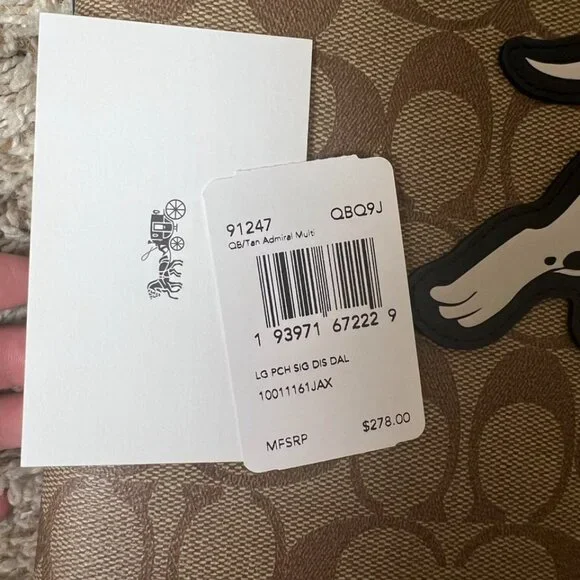 91247 QBQ9J
QB/Tan Admiral Multi
1 93971 67222 9
LG PCH SIG DIS DAL
10011161JAX
MFSRP $278.00